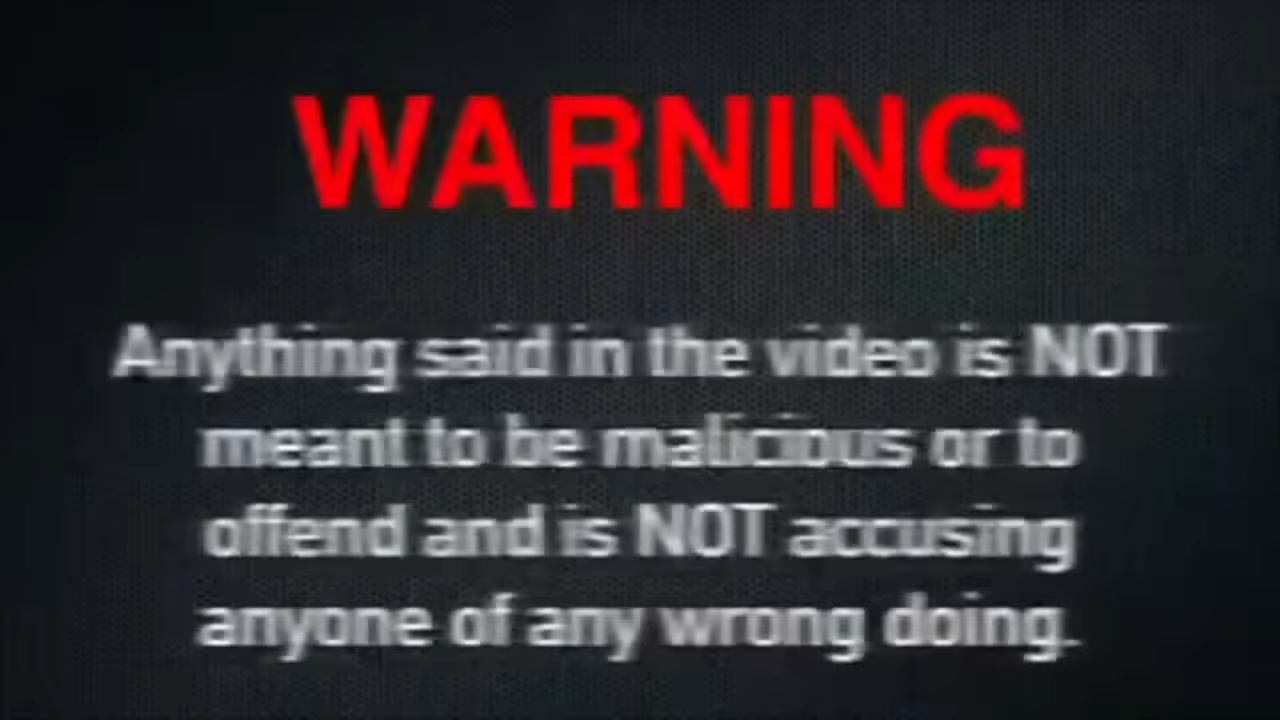 WARNING
Anything said in the video is NOT
meant to be malicious or to
offend and is NOT accusing
anyone of any wrong doing.